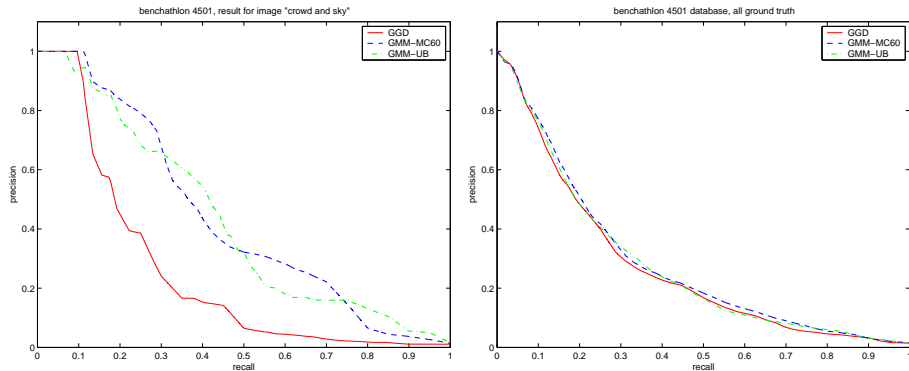 benchathlon 4501, result for image "crowd and sky"
GGD
GMM−MC60
GMM−UB
1
0.8
0.6
0.4
0.2
0
0.1
0.2
0.3
0.4
0.5
0.6
0.7
0.8
0.9
1
precision
recall
benchathlon 4501 database, all ground truth
GGD
GMM−MC60
GMM−UB
1
0.8
0.6
0.4
0.2
0
0.1
0.2
0.3
0.4
0.5
0.6
0.7
0.8
0.9
1
precision
recall